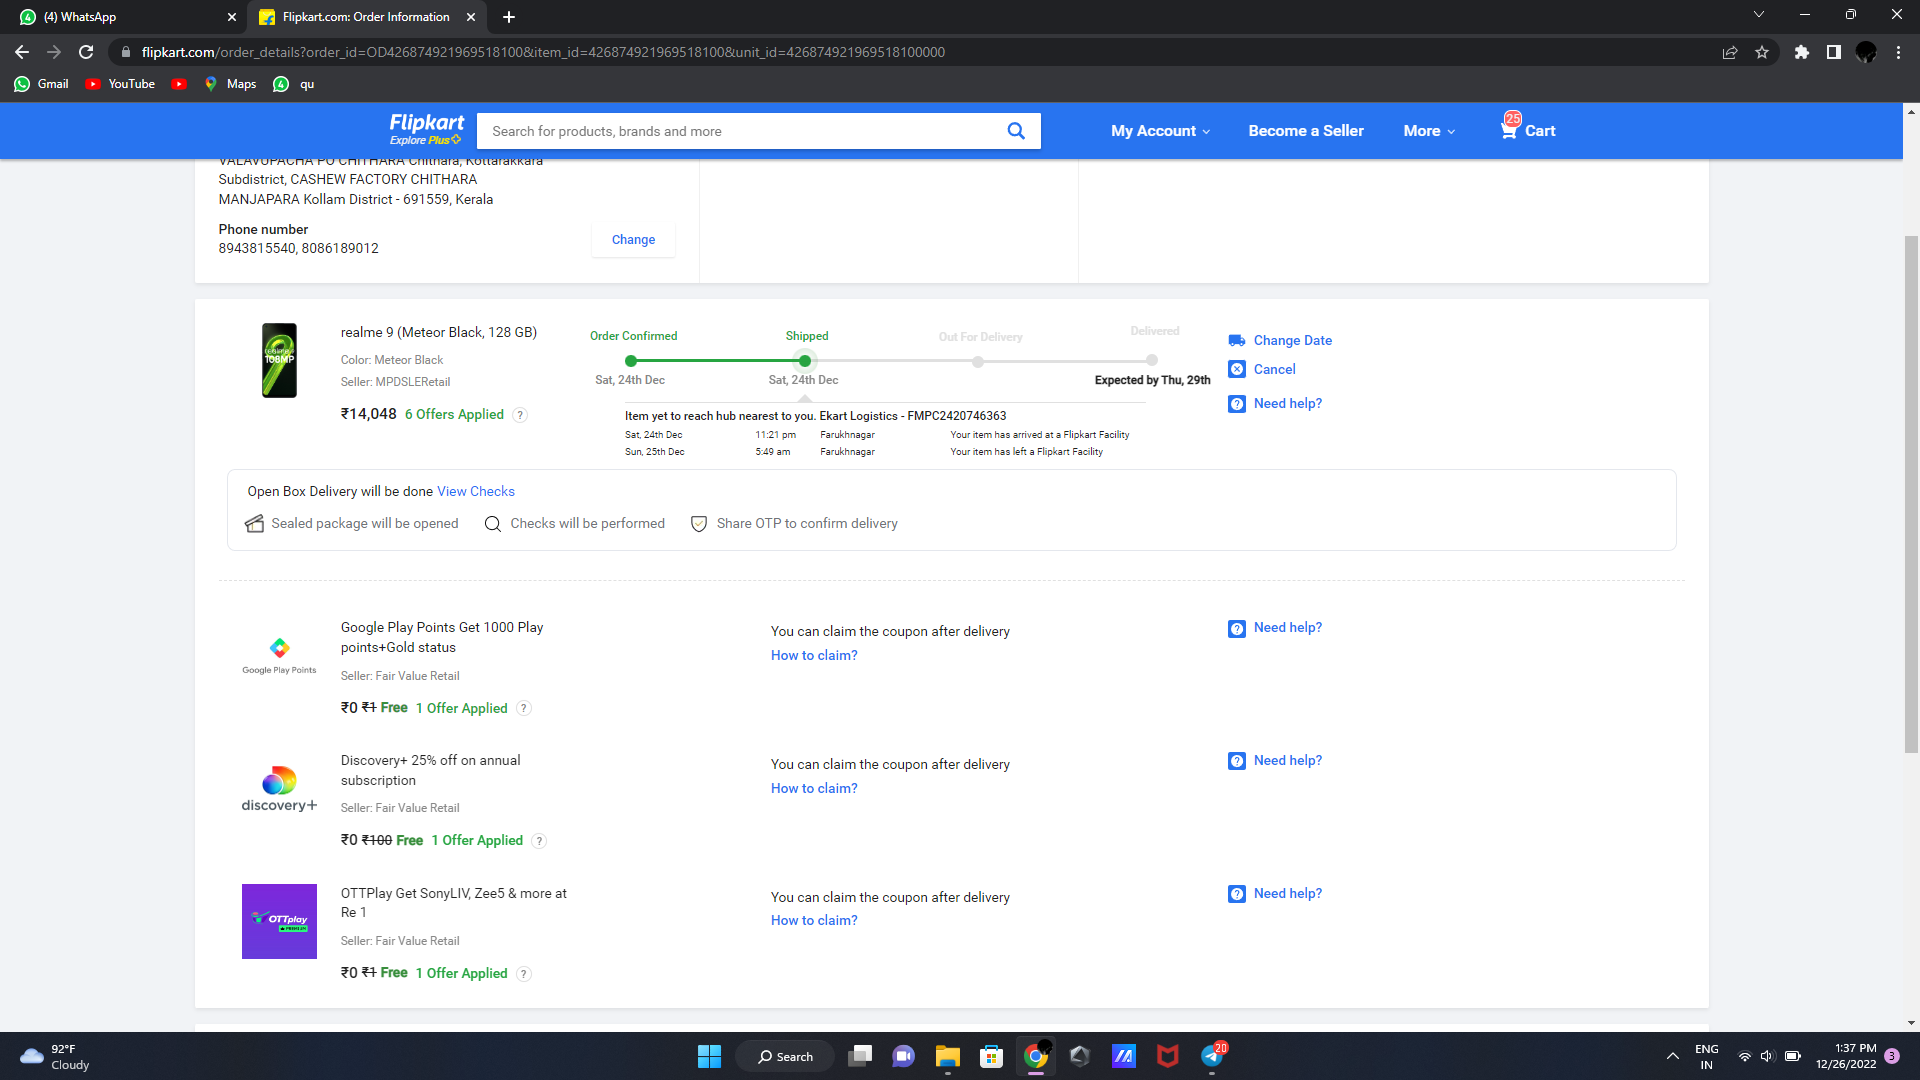 (4) WhatsApp
Flipkart.com: Order Information
flipkart.com/order_details?order_id=OD426874921969518100&item_id=426874921969518100&unit_id=426874921969518100000
Gmail
YouTube
Maps
qu
Flipkart
Explore Plus
Search for products, brands and more
My Account
Become a Seller
More
25
Cart
VALAVUPACHA PO CHITHARA Chithara, Kottarakkara
Subdistrict, CASHEW FACTORY CHITHARA
MANJAPARA Kollam District - 691559, Kerala
Phone number
8943815540, 8086189012
Change
realme 9 (Meteor Black, 128 GB)
Color: Meteor Black
Seller: MPDSLERetail
₹14,048 6 Offers Applied ?
Order Confirmed
Shipped
Out For Delivery
Delivered
Sat, 24th Dec
Sat, 24th Dec
Expected by Thu, 29th
Item yet to reach hub nearest to you. Ekart Logistics - FMPC2420746363
Sat, 24th Dec 11:21 pm Farukhnagar Your item has arrived at a Flipkart Facility
Sun, 25th Dec 5:49 am Farukhnagar Your item has left a Flipkart Facility
Change Date
Cancel
? Need help?
Open Box Delivery will be done View Checks
Sealed package will be opened
Checks will be performed
Share OTP to confirm delivery
Google Play Points
Google Play Points Get 1000 Play
points+Gold status
Seller: Fair Value Retail
₹0 ₹1 Free 1 Offer Applied ?
You can claim the coupon after delivery
How to claim?
? Need help?
discovery+
Discovery+ 25% off on annual
subscription
Seller: Fair Value Retail
₹0 ₹100 Free 1 Offer Applied ?
You can claim the coupon after delivery
How to claim?
? Need help?
OTTplay
PREMIUM
OTTPlay Get SonyLIV, Zee5 & more at
Re 1
Seller: Fair Value Retail
₹0 ₹1 Free 1 Offer Applied ?
You can claim the coupon after delivery
How to claim?
? Need help?
92°F
Cloudy
Search
20
ENG
IN
1:37 PM
12/26/2022
3